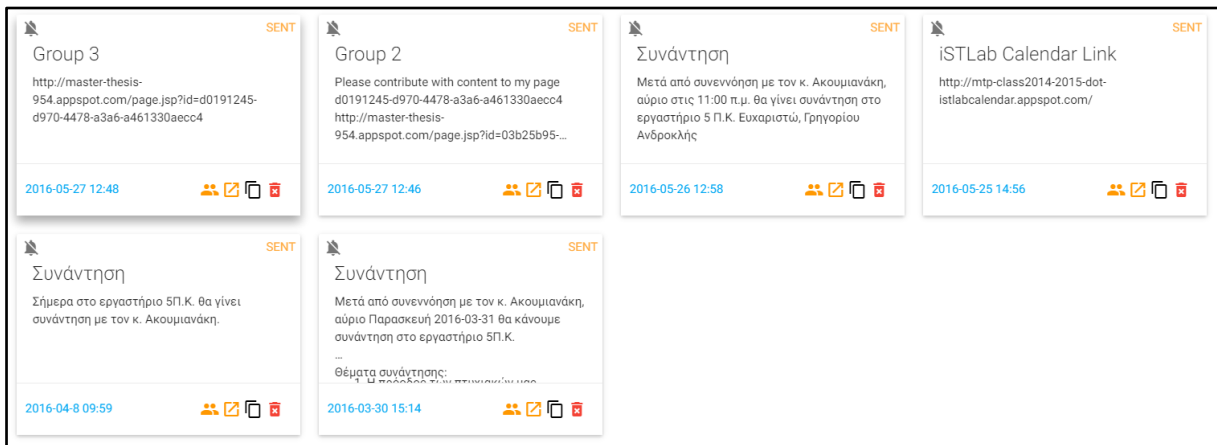 SENT
Group 3
http://master-thesis-
954.appspot.com/page.jsp?id=d0191245-
d970-4478-a3a6-a461330aecc4
2016-05-27 12:48
SENT
Group 2
Please contribute with content to my page
d0191245-d970-4478-a3a6-a461330aecc4
http://master-thesis-
954.appspot.com/page.jsp?id=03b25b95-...
2016-05-27 12:46
SENT
Συνάντηση
Μετά από συνεννόηση με τον κ. Ακουμιανάκη,
αύριο στις 11:00 π.μ. θα γίνει συνάντηση στο
εργαστήριο 5 Π.Κ. Ευχαριστώ, Γρηγορίου
Ανδροκλής
2016-05-26 12:58
SENT
iSTLab Calendar Link
http://mtp-class2014-2015-dot-
istlabcalendar.appspot.com/
2016-05-25 14:56
SENT
Συνάντηση
Σήμερα στο εργαστήριο 5Π.Κ. θα γίνει
συνάντηση με τον κ. Ακουμιανάκη.
2016-04-8 09:59
SENT
Συνάντηση
Μετά από συνεννόηση με τον κ. Ακουμιανάκη,
αύριο Παρασκευή 2016-03-31 θα κάνουμε
συνάντηση στο εργαστήριο 5Π.Κ.
...
Θέματα συνάντησης:
1. Η πρόοδος των πτυχιακών μας
2016-03-30 15:14